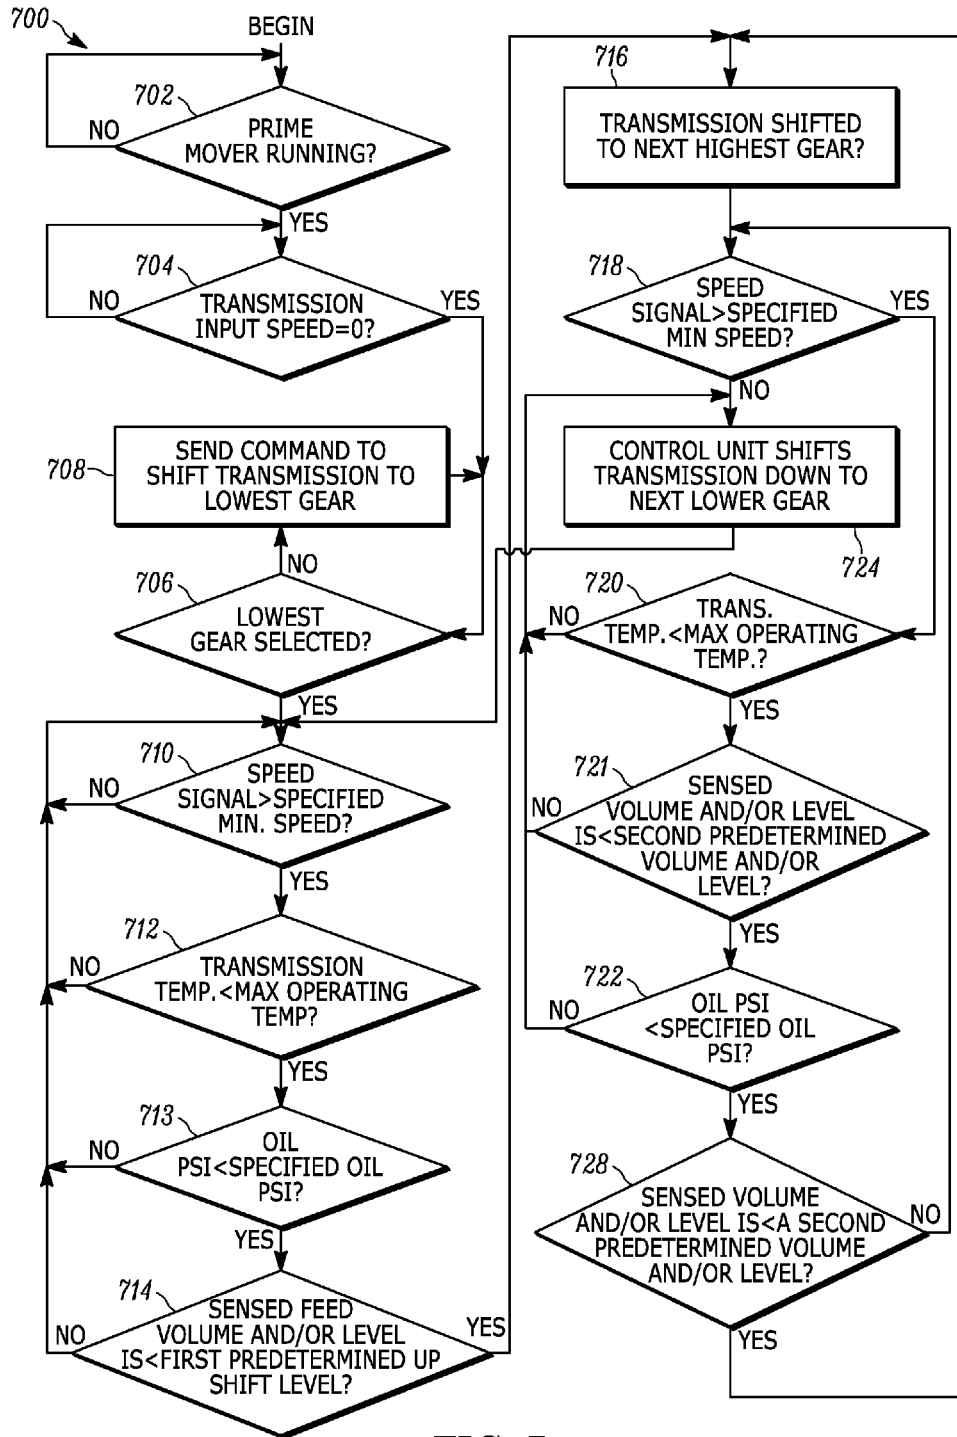 700
BEGIN
702
PRIME
MOVER RUNNING?
NO
YES
704
TRANSMISSION
INPUT SPEED=0?
NO
YES
708
SEND COMMAND TO
SHIFT TRANSMISSION TO
LOWEST GEAR
NO
706
LOWEST
GEAR SELECTED?
YES
710
SPEED
SIGNAL>SPECIFIED
MIN. SPEED?
NO
YES
712
TRANSMISSION
TEMP.<MAX OPERATING
TEMP?
NO
YES
713
OIL
PSI<SPECIFIED OIL
PSI?
NO
YES
714
SENSED FEED
VOLUME AND/OR LEVEL
IS<FIRST PREDETERMINED UP
SHIFT LEVEL?
NO
YES
716
TRANSMISSION SHIFTED
TO NEXT HIGHEST GEAR?
718
SPEED
SIGNAL>SPECIFIED
MIN SPEED?
YES
NO
CONTROL UNIT SHIFTS
TRANSMISSION DOWN TO
NEXT LOWER GEAR
724
720
TRANS.
TEMP.<MAX OPERATING
TEMP.?
NO
YES
721
SENSED
VOLUME AND/OR LEVEL
IS<SECOND PREDETERMINED
VOLUME AND/OR
LEVEL?
NO
YES
722
OIL PSI
<SPECIFIED OIL
PSI?
NO
YES
728
SENSED VOLUME
AND/OR LEVEL IS<A SECOND
PREDETERMINED VOLUME
AND/OR LEVEL?
NO
YES